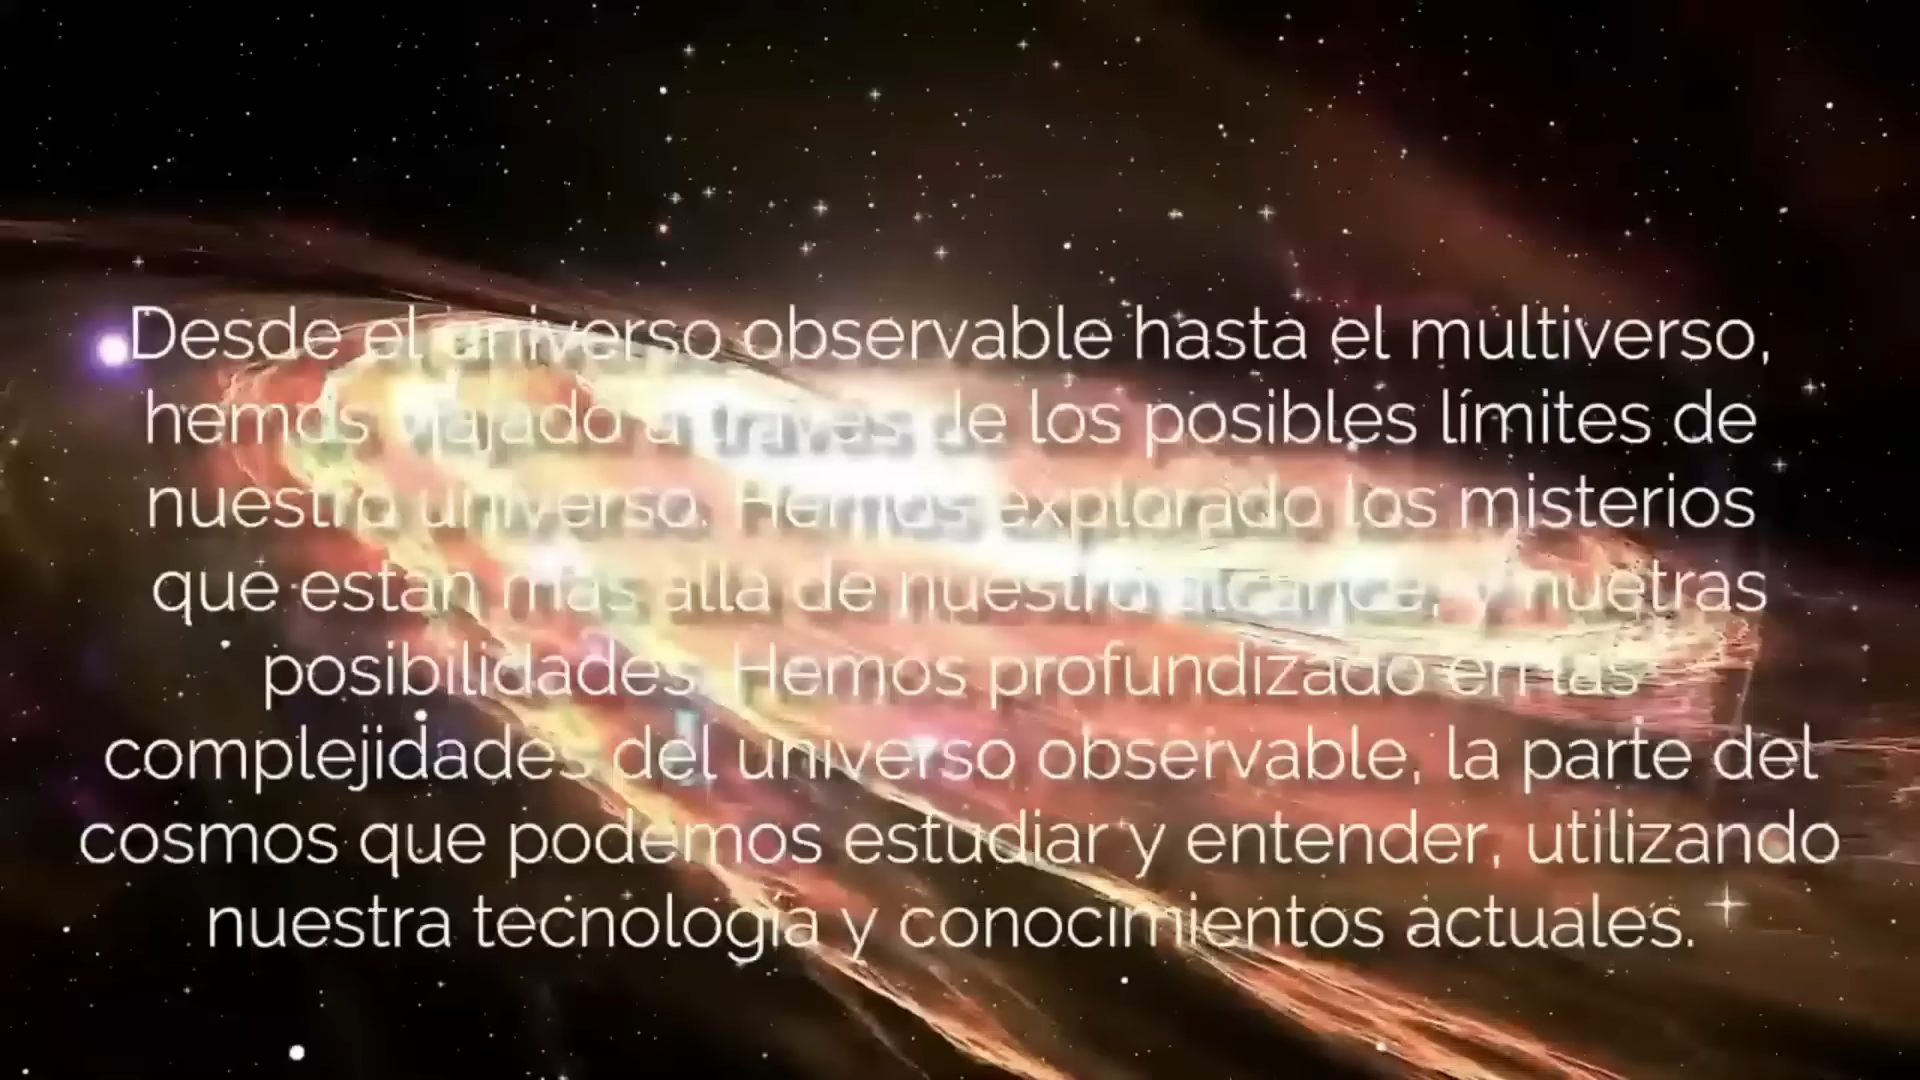 Desde el universo observable hasta el multiverso,
hemos viajado a través de los posibles límites de
nuestro universo. Hemos explorado los misterios
que están más allá de nuestro alcance, y nuetras
posibilidades. Hemos profundizado en las
complejidades del universo observable, la parte del
cosmos que podemos estudiar y entender, utilizando
nuestra tecnología y conocimientos actuales.